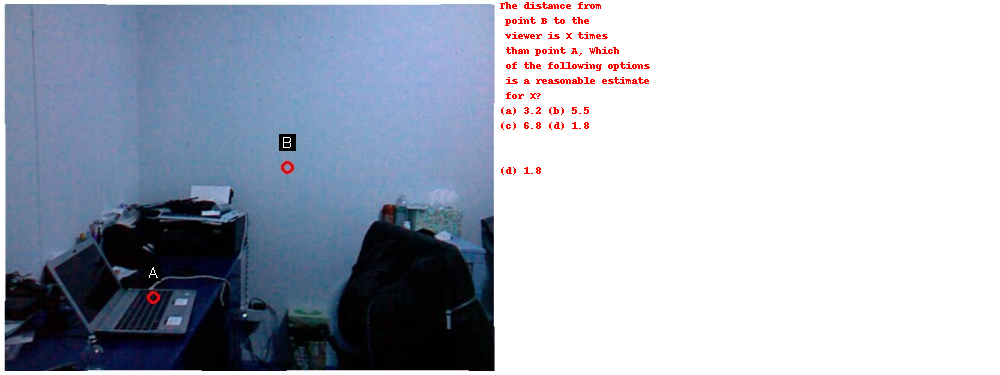 The distance from
point B to the
viewer is X times
than point A, Which
of the following options
is a reasonable estimate
for X?
(a) 3.2 (b) 5.5
(c) 6.8 (d) 1.8
(d) 1.8
B
A